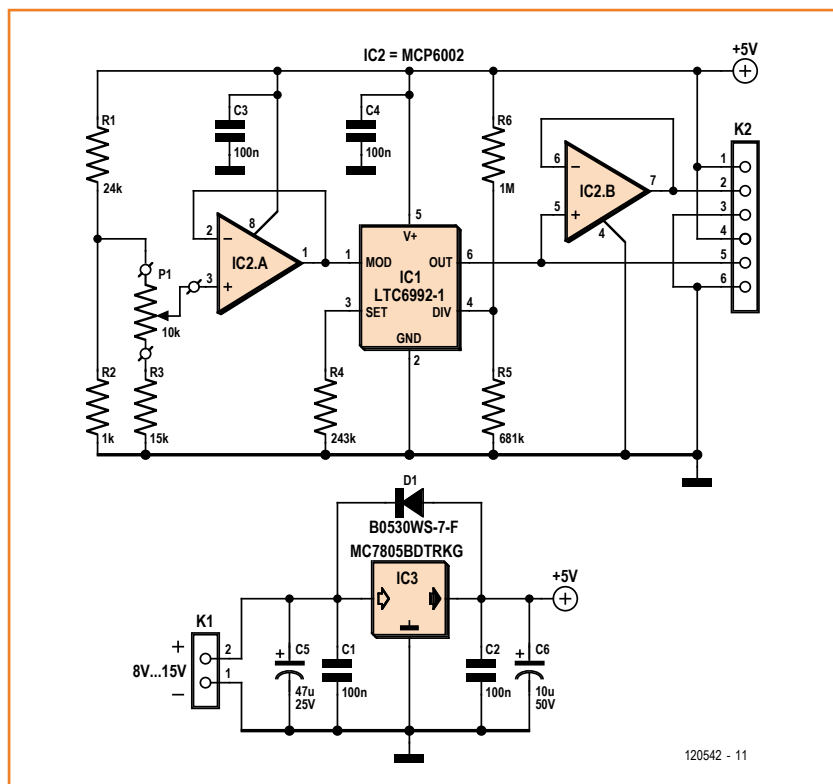 IC2 = MCP6002
+5V
R1
24k
C3
100n
C4
100n
R6
1M
K2
1
2
3
4
5
6
6
5
7
4
IC2.B
2
3
8
1
IC2.A
P1
10k
1
MOD
3
SET
5
V+
IC1
LTC6992-1
OUT
6
DIV
4
GND
2
R2
1k
R3
15k
R4
243k
R5
681k
D1
B0530WS-7-F
MC7805BDTRKG
IC3
+5V
K1
+
8V...15V
–
2
1
+
C5
47u
25V
C1
100n
C2
100n
+
C6
10u
50V
120542 - 11